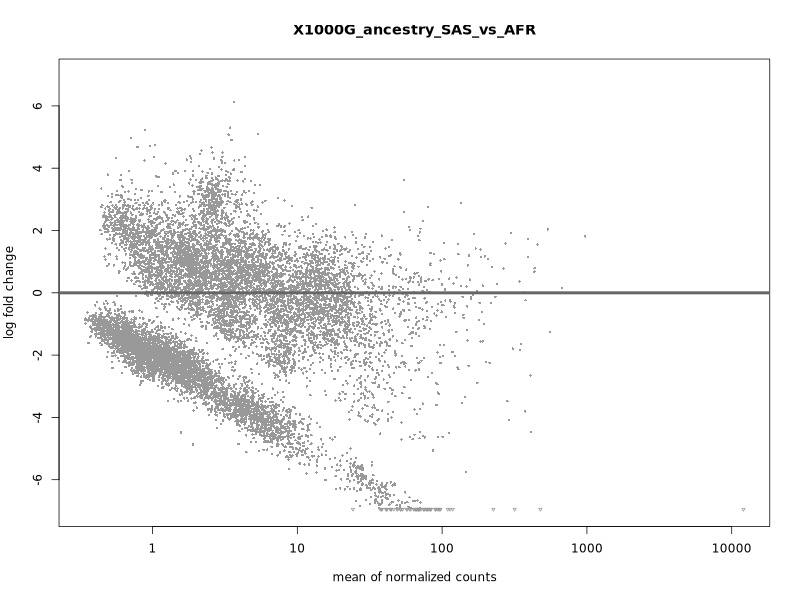 X1000G_ancestry_SAS_vs_AFR
log fold change
6
4
2
0
-2
-4
-6
1 10 100 1000 10000
mean of normalized counts